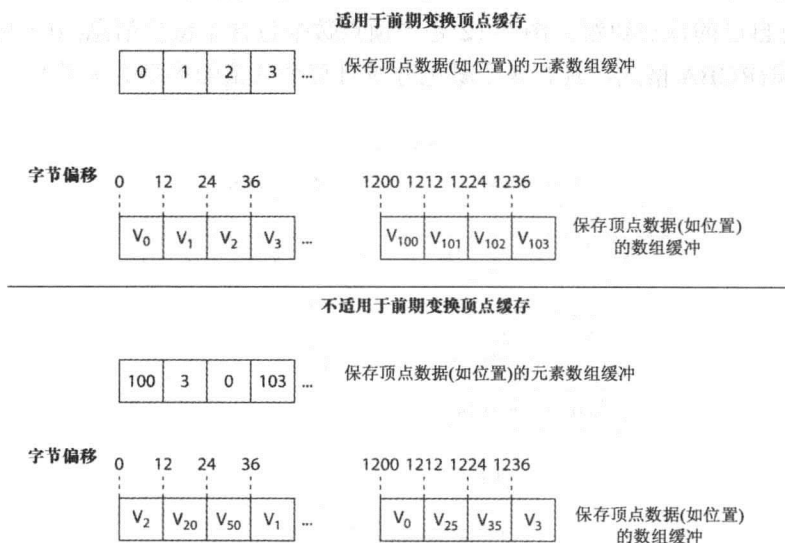 适用于前期变换顶点缓存
0 1 2 3 ... 保存顶点数据(如位置)的元素数组缓冲
字节偏移 0 12 24 36 1200 1212 1224 1236
V0 V1 V2 V3 ... V100 V101 V102 V103 保存顶点数据(如位置)
的数组缓冲
不适用于前期变换顶点缓存
100 3 0 103 ... 保存顶点数据(如位置)的元素数组缓冲
字节偏移 0 12 24 36 1200 1212 1224 1236
V2 V20 V50 V1 ... V0 V25 V35 V3 保存顶点数据(如位置)
的数组缓冲